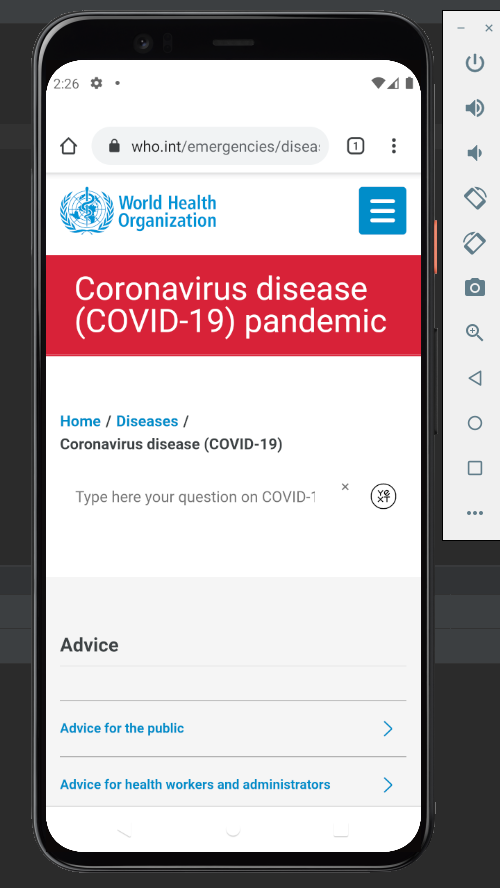 2:26
who.int/emergencies/diseas
1
World Health
Organization
Coronavirus disease
(COVID-19) pandemic
Home / Diseases /
Coronavirus disease (COVID-19)
Type here your question on COVID-1
×
YEXT
Advice
Advice for the public
Advice for health workers and administrators